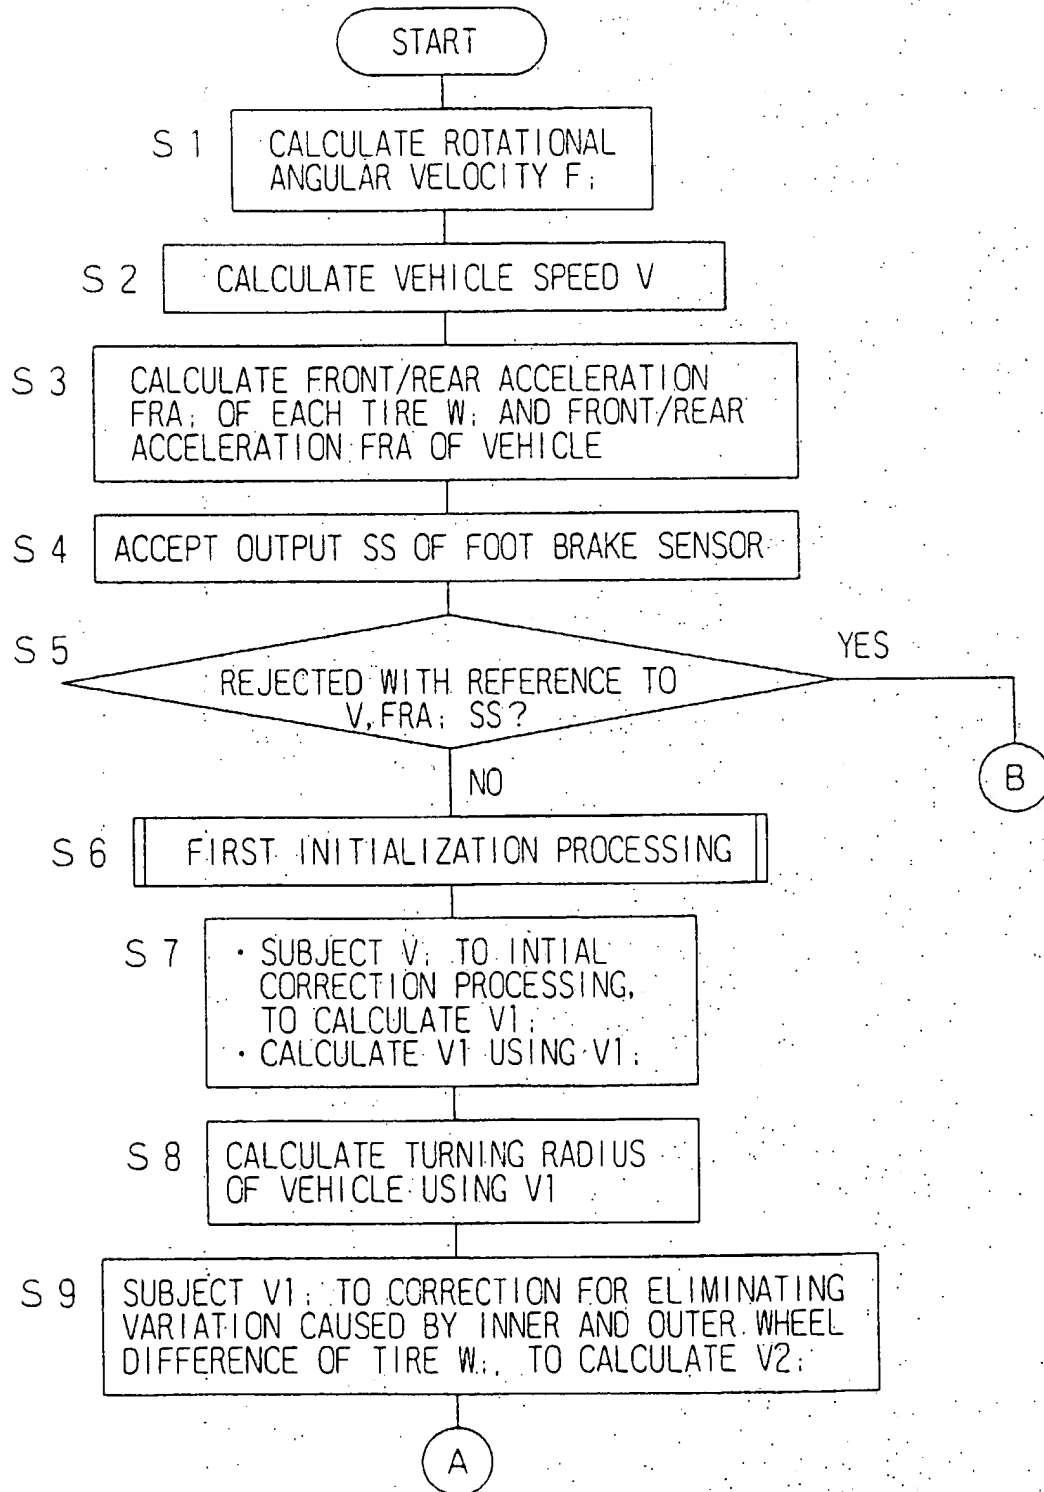 START
S 1
CALCULATE ROTATIONAL
ANGULAR VELOCITY Fi
S 2
CALCULATE VEHICLE SPEED V
S 3
CALCULATE FRONT/REAR ACCELERATION
FRAi OF EACH TIRE Wi AND FRONT/REAR
ACCELERATION FRA OF VEHICLE
S 4
ACCEPT OUTPUT SS OF FOOT BRAKE SENSOR
S 5
REJECTED WITH REFERENCE TO
V, FRAi SS?
YES
B
NO
S 6
FIRST INITIALIZATION PROCESSING
S 7
· SUBJECT Vi TO INTIAL
CORRECTION PROCESSING,
TO CALCULATE V1i
· CALCULATE V1 USING V1i
S 8
CALCULATE TURNING RADIUS
OF VEHICLE USING V1
S 9
SUBJECT V1i TO CORRECTION FOR ELIMINATING
VARIATION CAUSED BY INNER AND OUTER WHEEL
DIFFERENCE OF TIRE Wi, TO CALCULATE V2i
A